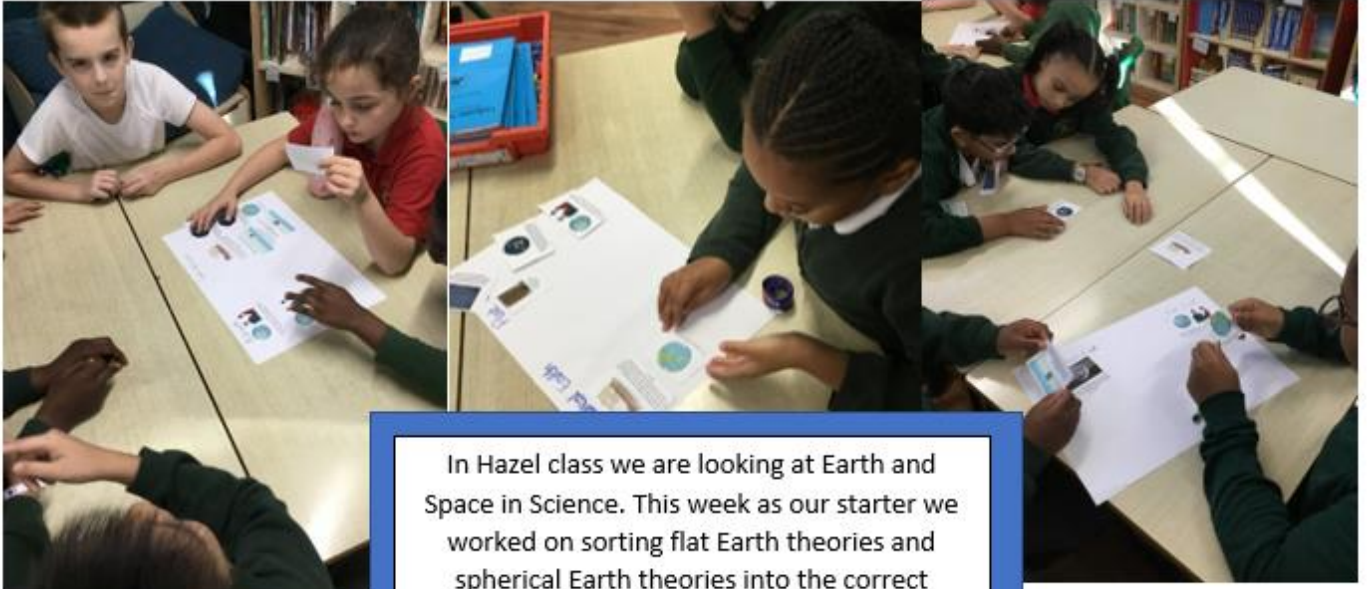 In Hazel class we are looking at Earth and
Space in Science. This week as our starter we
worked on sorting flat Earth theories and
spherical Earth theories into the correct